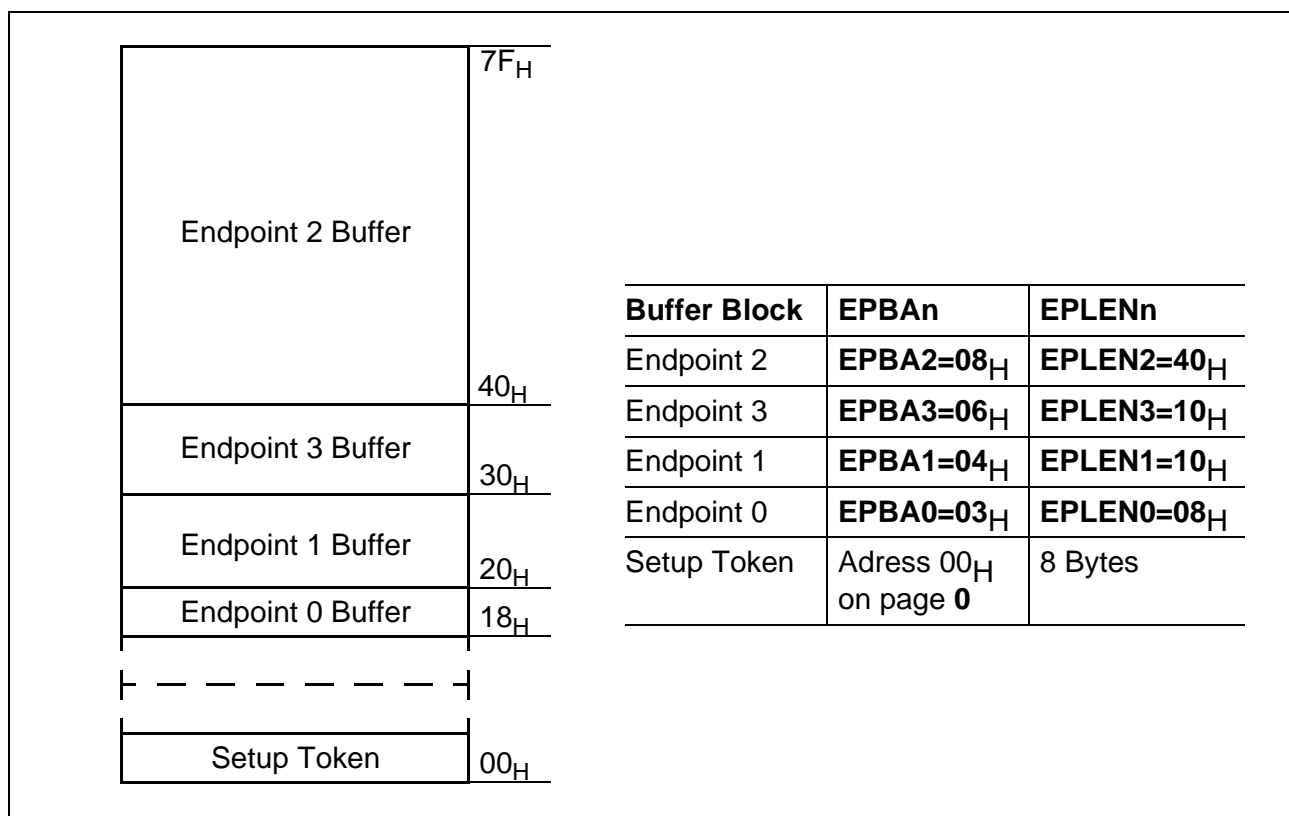 7FH
Endpoint 2 Buffer
40H
Endpoint 3 Buffer
30H
Endpoint 1 Buffer
20H
Endpoint 0 Buffer
18H
Setup Token
00H
Buffer Block EPBAn EPLENn
Endpoint 2 EPBA2=08H EPLEN2=40H
Endpoint 3 EPBA3=06H EPLEN3=10H
Endpoint 1 EPBA1=04H EPLEN1=10H
Endpoint 0 EPBA0=03H EPLEN0=08H
Setup Token Adress 00H 8 Bytes
on page 0